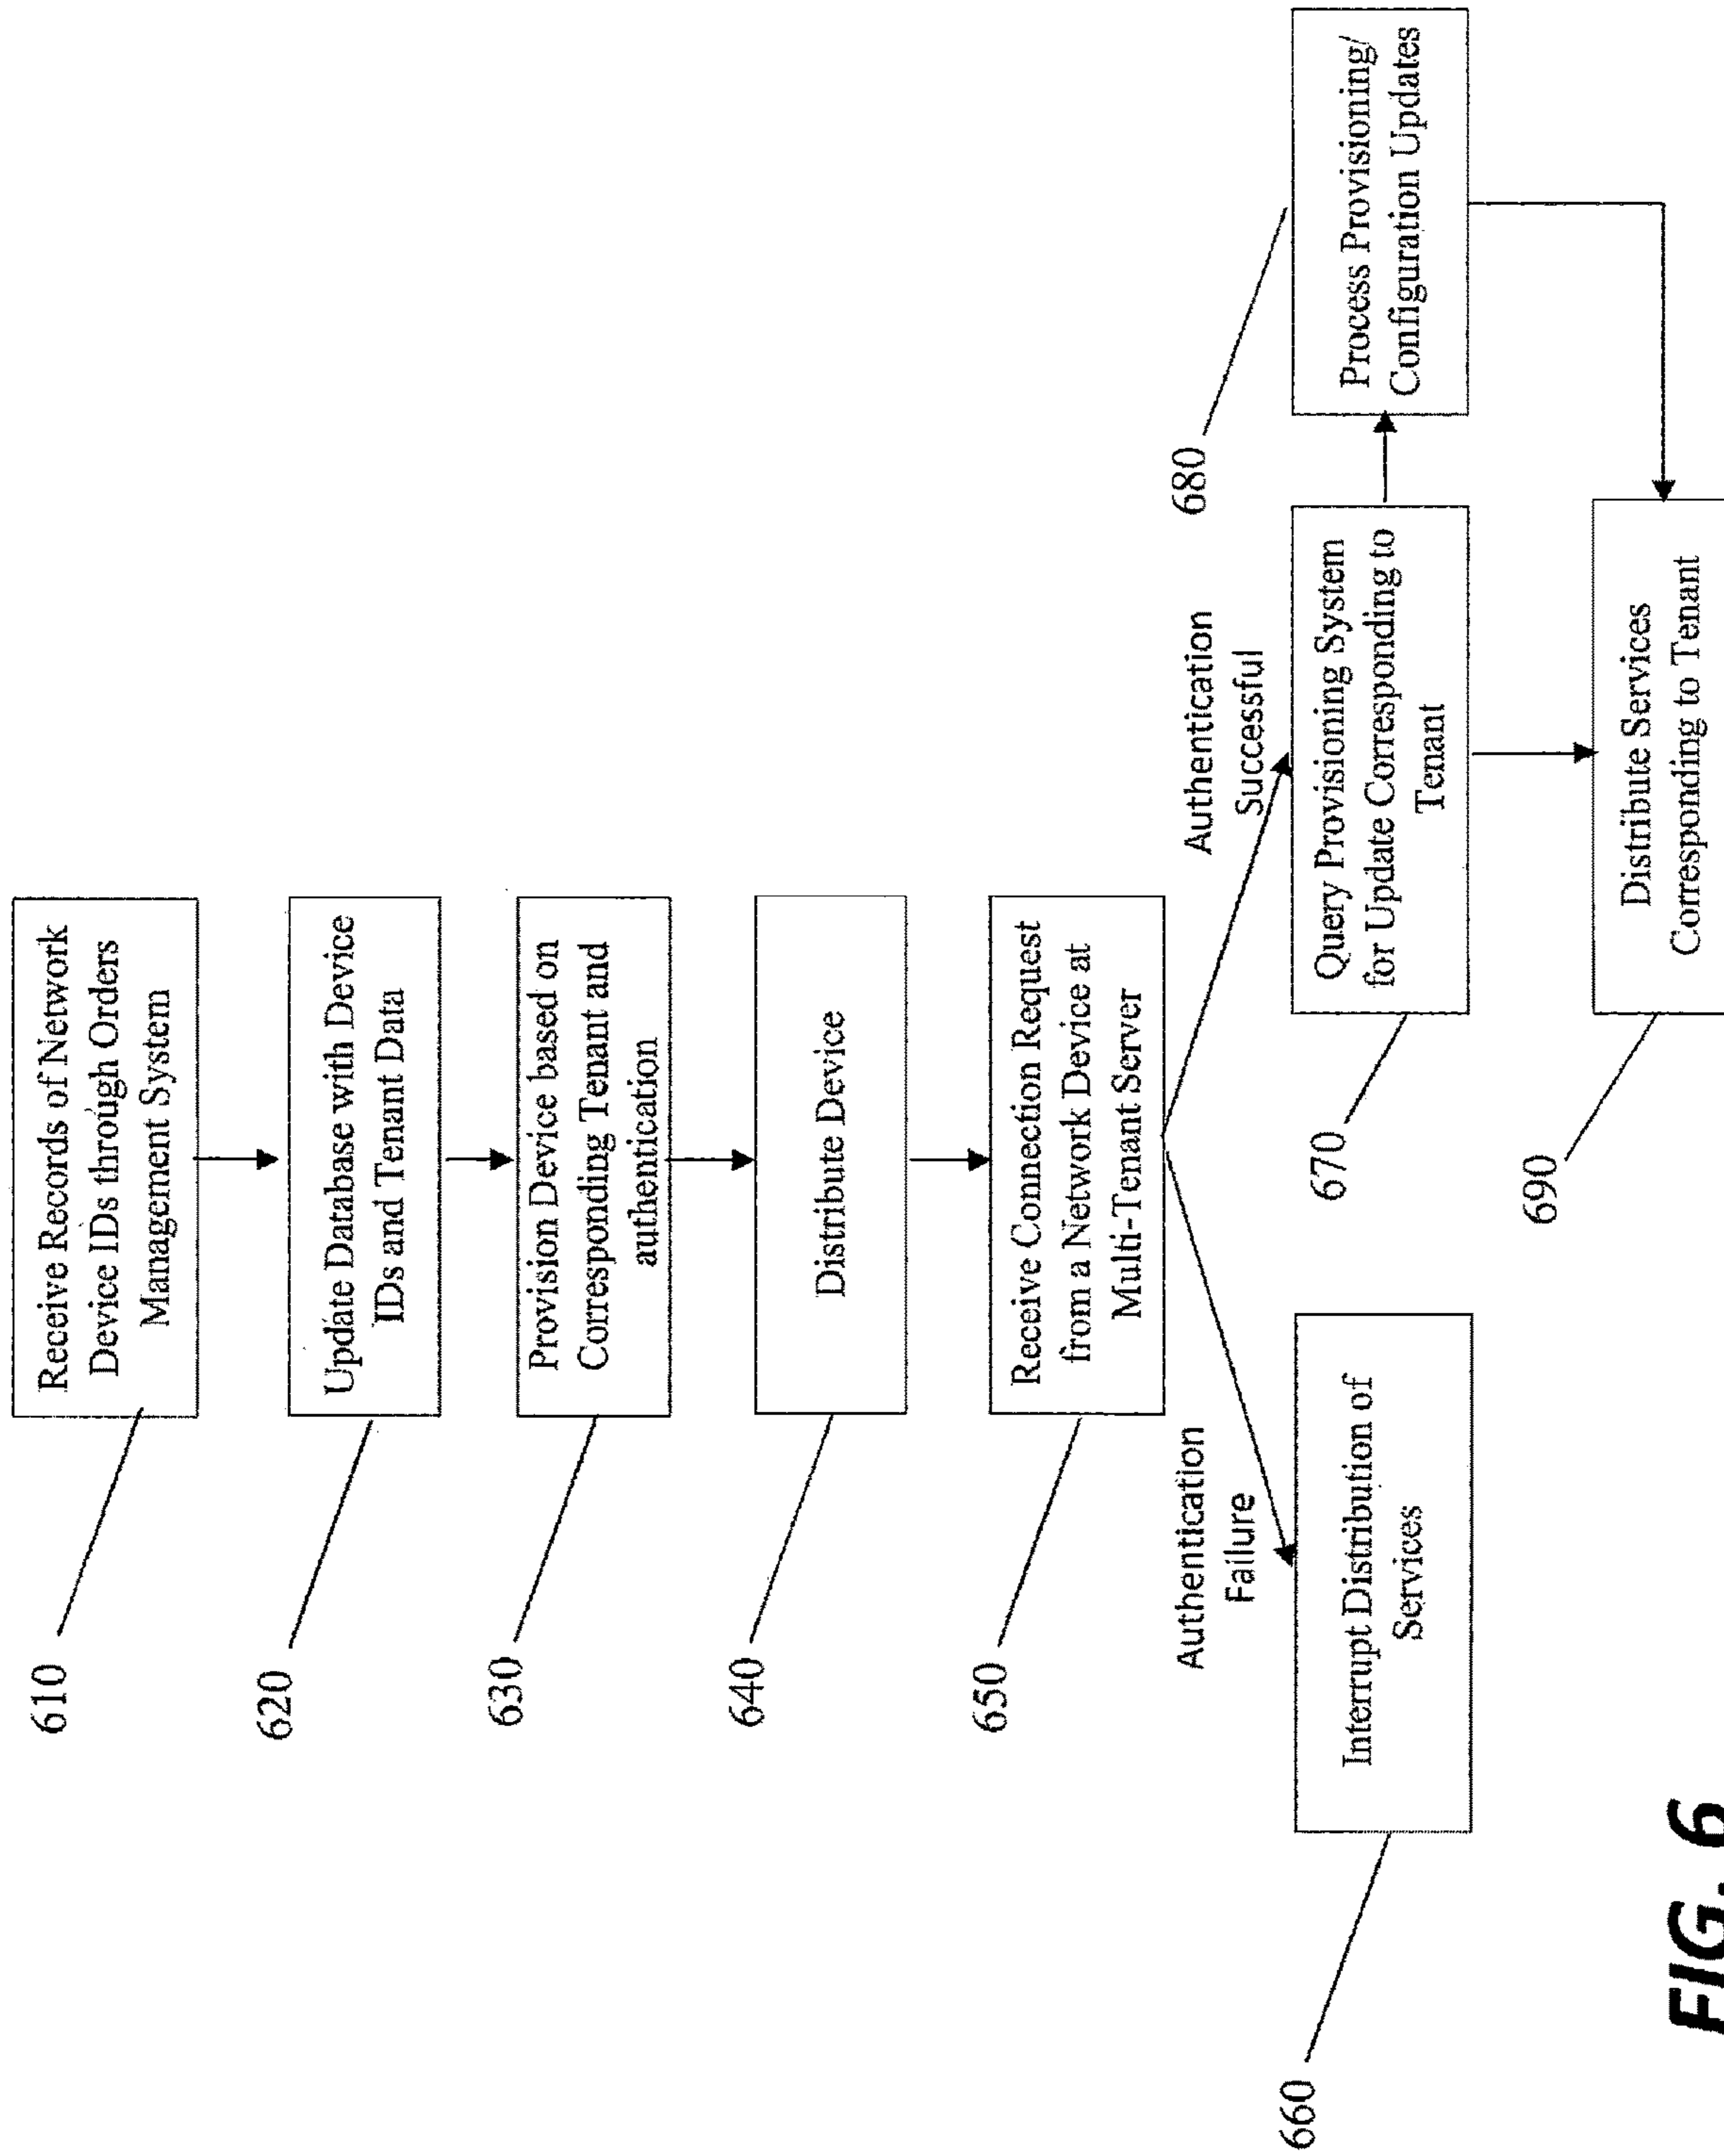 610
Receive Records of Network
Device IDs through Orders
Management System
620
Update Database with Device
IDs and Tenant Data
630
Provision Device based on
Corresponding Tenant and
authentication
640
Distribute Device
650
Receive Connection Request
from a Network Device at
Multi-Tenant Server
Authentication
Failure
Authentication
Successful
660
Interrupt Distribution of
Services
670
Query Provisioning System
for Update Corresponding to
Tenant
680
Process Provisioning/
Configuration Updates
690
Distribute Services
Corresponding to Tenant
FIG. 6